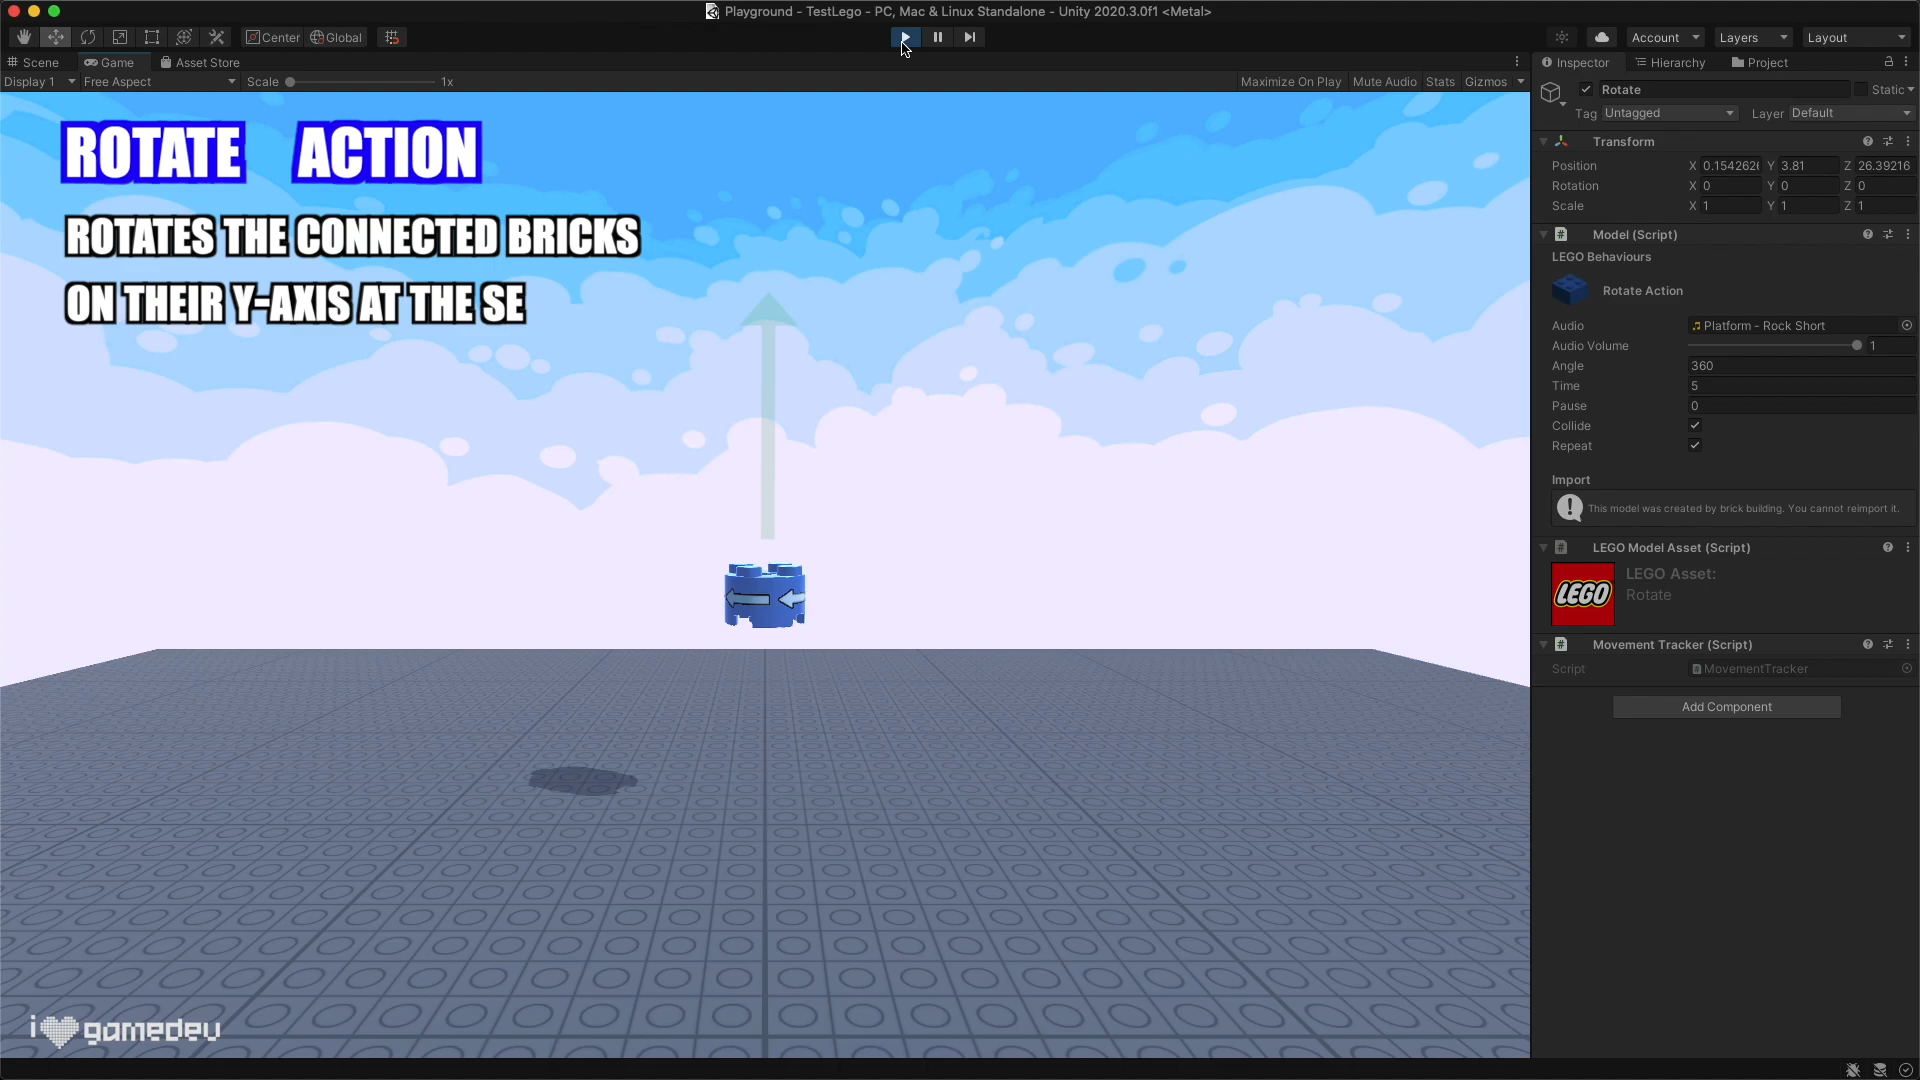 Playground - TestLego - PC, Mac & Linux Standalone - Unity 2020.3.0f1 <Metal>
Center Global Account Layers Layout
Scene Game Asset Store
Display 1 Free Aspect Scale 1x Maximize On Play Mute Audio Stats Gizmos
ROTATE ACTION
ROTATES THE CONNECTED BRICKS
ON THEIR Y-AXIS AT THE SE
i gamedev
Inspector Hierarchy Project
Rotate Static
Tag Untagged Layer Default
Transform
Position X 0.1542626 Y 3.81 Z 26.39216
Rotation X 0 Y 0 Z 0
Scale X 1 Y 1 Z 1
Model (Script)
LEGO Behaviours
Rotate Action
Audio Platform - Rock Short
Audio Volume 1
Angle 360
Time 5
Pause 0
Collide
Repeat
Import
This model was created by brick building. You cannot reimport it.
LEGO Model Asset (Script)
LEGO
LEGO Asset:
Rotate
Movement Tracker (Script)
Script MovementTracker
Add Component